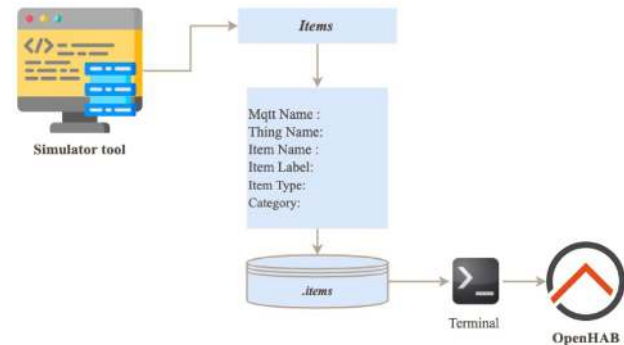 Items
Simulator tool
Mqtt Name :
Thing Name:
Item Name :
Item Label:
Item Type:
Category:
.items
Terminal
OpenHAB